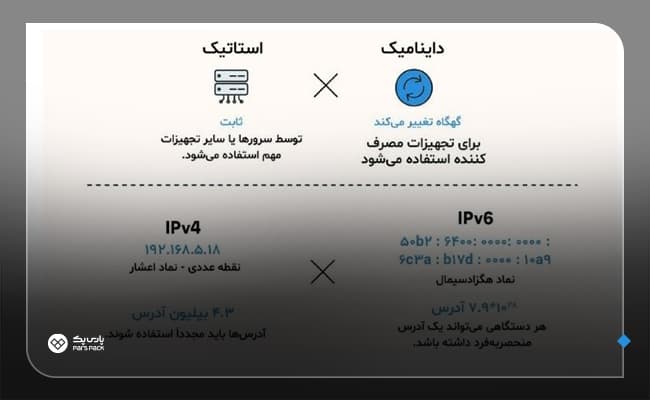 داینامیک
گهگاه تغییر می‌کند
برای تجهیزات مصرف
کننده استفاده می‌شود
استاتیک
ثابت
توسط سرورها یا سایر تجهیزات
مهم استفاده می‌شود.
IPv6
۵۰b۲ : ۶۴۰۰: ۰۰۰۰: ۰۰۰۰ :
۶c۳a : b۱۷d : ۰۰۰۰ : ۱۰a۹
نماد هگزادسیمال
۷.۹*۱۰²⁸ آدرس
هر دستگاهی می‌تواند یک آدرس
منحصربه‌فرد داشته باشد.
IPv4
۱۹۲.۱۶۸.۵.۱۸
نقطه عددی - نماد اعشار
۴.۳ بیلیون آدرس
آدرس‌ها باید مجدداً استفاده شوند.
پارس پک
PARS PACK